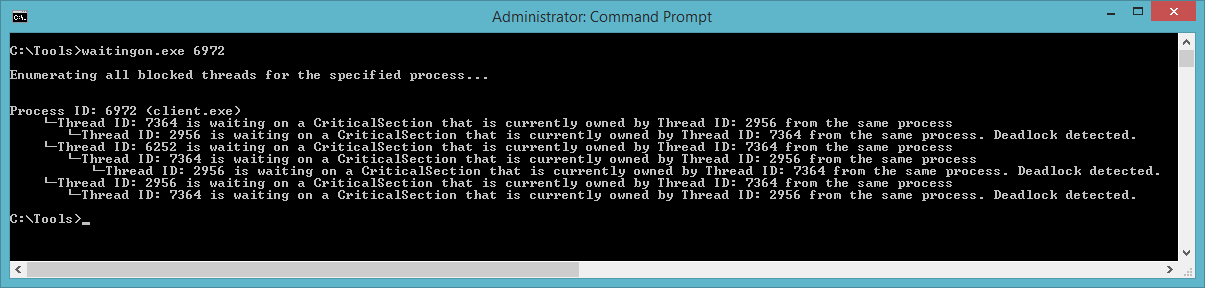 Administrator: Command Prompt
C:\Tools>waitingon.exe 6972
Enumerating all blocked threads for the specified process...
Process ID: 6972 (client.exe)
└─Thread ID: 7364 is waiting on a CriticalSection that is currently owned by Thread ID: 2956 from the same process
└─Thread ID: 2956 is waiting on a CriticalSection that is currently owned by Thread ID: 7364 from the same process. Deadlock detected.
└─Thread ID: 6252 is waiting on a CriticalSection that is currently owned by Thread ID: 7364 from the same process
└─Thread ID: 7364 is waiting on a CriticalSection that is currently owned by Thread ID: 2956 from the same process
└─Thread ID: 2956 is waiting on a CriticalSection that is currently owned by Thread ID: 7364 from the same process. Deadlock detected.
└─Thread ID: 2956 is waiting on a CriticalSection that is currently owned by Thread ID: 7364 from the same process
└─Thread ID: 7364 is waiting on a CriticalSection that is currently owned by Thread ID: 2956 from the same process. Deadlock detected.
C:\Tools>_